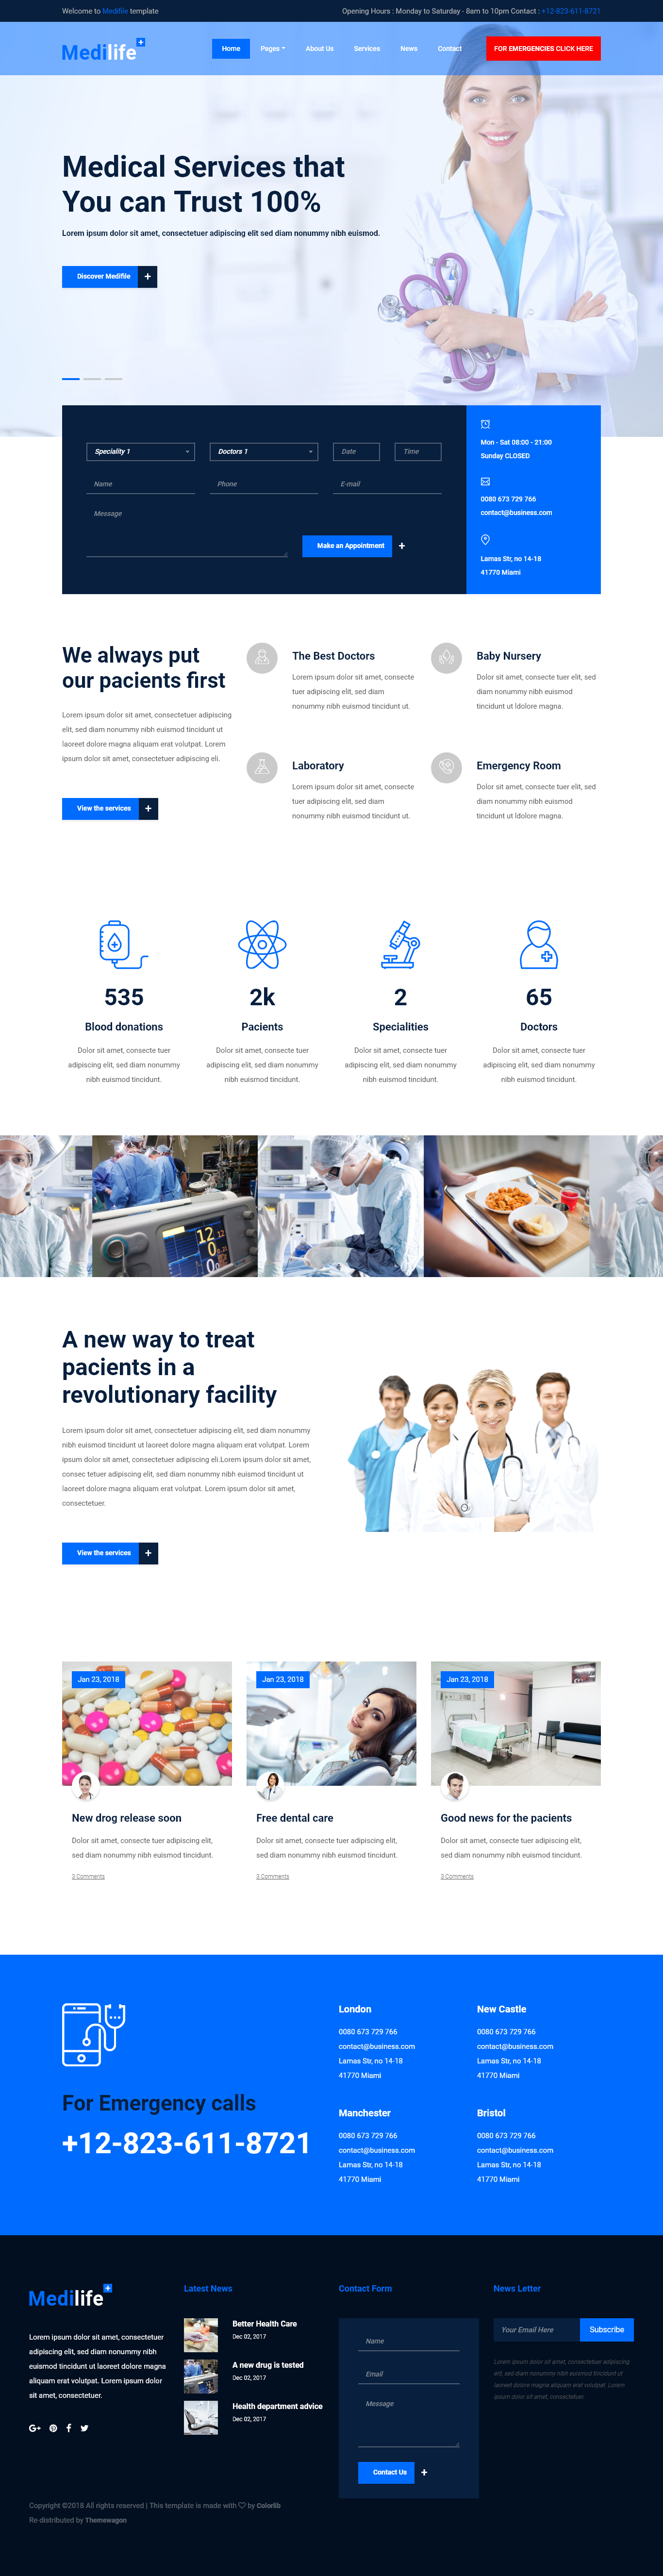 Welcome to Medifile template
Opening Hours : Monday to Saturday - 8am to 10pm Contact : +12-823-611-8721
Medilife
Home
Pages
About Us
Services
News
Contact
FOR EMERGENCIES CLICK HERE
Medical Services that
You can Trust 100%
Lorem ipsum dolor sit amet, consectetuer adipiscing elit sed diam nonummy nibh euismod.
Discover Medifile +
Speciality 1
Doctors 1
Date
Time
Name
Phone
E-mail
Message
Make an Appointment +
Mon - Sat 08:00 - 21:00
Sunday CLOSED
0080 673 729 766
contact@business.com
Lamas Str, no 14-18
41770 Miami
We always put
our pacients first
Lorem ipsum dolor sit amet, consectetuer adipiscing
elit, sed diam nonummy nibh euismod tincidunt ut
laoreet dolore magna aliquam erat volutpat. Lorem
ipsum dolor sit amet, consectetuer adipiscing eli.
View the services +
The Best Doctors
Lorem ipsum dolor sit amet, consecte
tuer adipiscing elit, sed diam
nonummy nibh euismod tincidunt ut.
Baby Nursery
Dolor sit amet, consecte tuer elit, sed
diam nonummy nibh euismod
tincidunt ut ldolore magna.
Laboratory
Lorem ipsum dolor sit amet, consecte
tuer adipiscing elit, sed diam
nonummy nibh euismod tincidunt ut.
Emergency Room
Dolor sit amet, consecte tuer elit, sed
diam nonummy nibh euismod
tincidunt ut ldolore magna.
535
Blood donations
Dolor sit amet, consecte tuer
adipiscing elit, sed diam nonummy
nibh euismod tincidunt.
2k
Pacients
Dolor sit amet, consecte tuer
adipiscing elit, sed diam nonummy
nibh euismod tincidunt.
2
Specialities
Dolor sit amet, consecte tuer
adipiscing elit, sed diam nonummy
nibh euismod tincidunt.
65
Doctors
Dolor sit amet, consecte tuer
adipiscing elit, sed diam nonummy
nibh euismod tincidunt.
A new way to treat
pacients in a
revolutionary facility
Lorem ipsum dolor sit amet, consectetuer adipiscing elit, sed diam nonummy
nibh euismod tincidunt ut laoreet dolore magna aliquam erat volutpat. Lorem
ipsum dolor sit amet, consectetuer adipiscing eli.Lorem ipsum dolor sit amet,
consec tetuer adipiscing elit, sed diam nonummy nibh euismod tincidunt ut
laoreet dolore magna aliquam erat volutpat. Lorem ipsum dolor sit amet,
consectetuer.
View the services +
Jan 23, 2018
New drog release soon
Dolor sit amet, consecte tuer adipiscing elit,
sed diam nonummy nibh euismod tincidunt.
3 Comments
Jan 23, 2018
Free dental care
Dolor sit amet, consecte tuer adipiscing elit,
sed diam nonummy nibh euismod tincidunt.
3 Comments
Jan 23, 2018
Good news for the pacients
Dolor sit amet, consecte tuer adipiscing elit,
sed diam nonummy nibh euismod tincidunt.
3 Comments
For Emergency calls
+12-823-611-8721
London
0080 673 729 766
contact@business.com
Lamas Str, no 14-18
41770 Miami
New Castle
0080 673 729 766
contact@business.com
Lamas Str, no 14-18
41770 Miami
Manchester
0080 673 729 766
contact@business.com
Lamas Str, no 14-18
41770 Miami
Bristol
0080 673 729 766
contact@business.com
Lamas Str, no 14-18
41770 Miami
Medilife
Lorem ipsum dolor sit amet, consectetuer
adipiscing elit, sed diam nonummy nibh
euismod tincidunt ut laoreet dolore magna
aliquam erat volutpat. Lorem ipsum dolor
sit amet, consectetuer.
Latest News
Better Health Care
Dec 02, 2017
A new drug is tested
Dec 02, 2017
Health department advice
Dec 02, 2017
Contact Form
Name
Email
Message
Contact Us +
News Letter
Your Email Here
Subscribe
Lorem ipsum dolor sit amet, consectetuer adipiscing
elit, sed diam nonummy nibh euismod tincidunt ut
laoreet dolore magna aliquam erat volutpat. Lorem
ipsum dolor sit amet, consectetuer.
Copyright ©2018 All rights reserved | This template is made with ♡ by Colorlib
Re-distributed by Themewagon